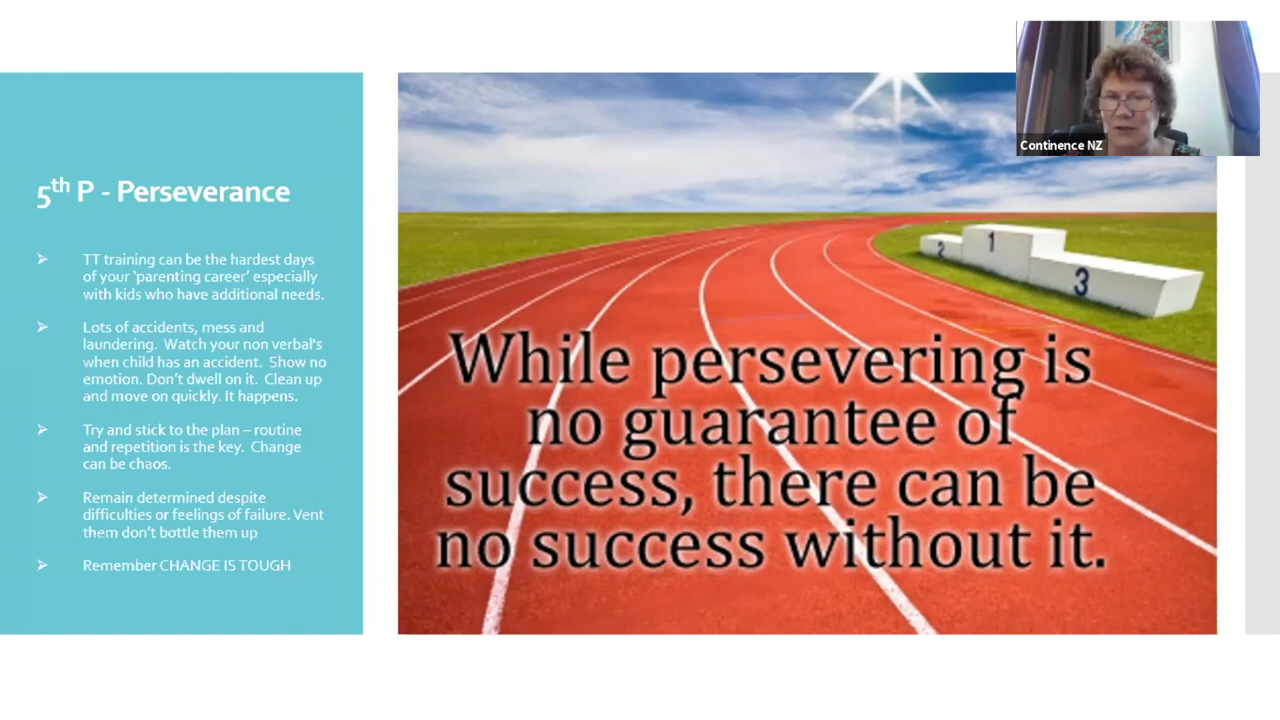 5th P - Perseverance
TT training can be the hardest days
of your 'parenting career' especially
with kids who have additional needs.
Lots of accidents, mess and
laundering. Watch your non verbal's
when child has an accident. Show no
emotion. Don't dwell on it. Clean up
and move on quickly. It happens.
Try and stick to the plan – routine
and repetition is the key. Change
can be chaos.
Remain determined despite
difficulties or feelings of failure. Vent
them don't bottle them up
Remember CHANGE IS TOUGH
Continence NZ
2
1
3
While persevering is
no guarantee of
success, there can be
no success without it.